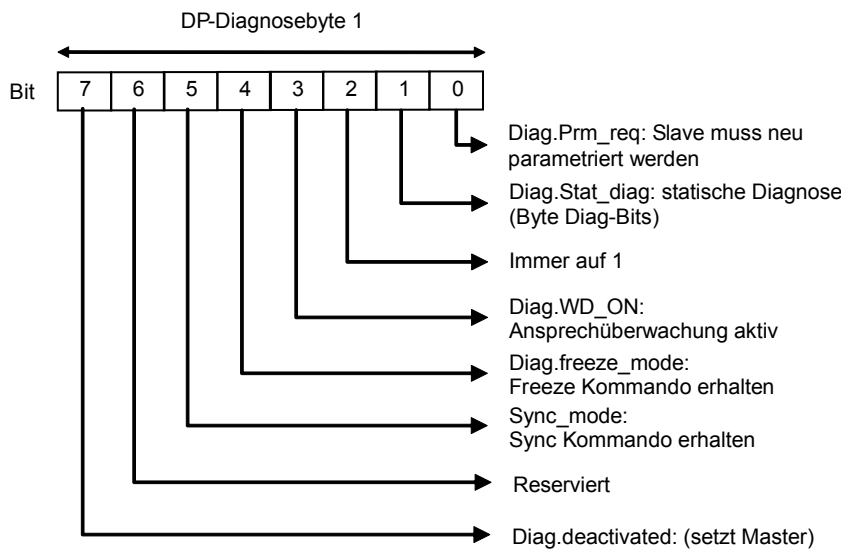 DP-Diagnosebyte 1
Bit 7 6 5 4 3 2 1 0
Diag.Prm_req: Slave muss neu
parametriert werden
Diag.Stat_diag: statische Diagnose
(Byte Diag-Bits)
Immer auf 1
Diag.WD_ON:
Ansprechüberwachung aktiv
Diag.freeze_mode:
Freeze Kommando erhalten
Sync_mode:
Sync Kommando erhalten
Reserviert
Diag.deactivated: (setzt Master)